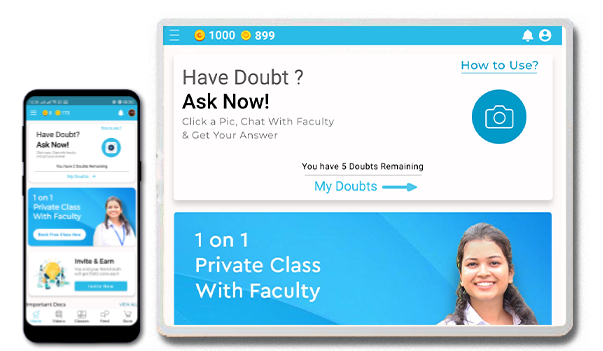 Have Doubt?
Ask Now!
You have 2 Doubts Remaining
My Doubts
1 on 1
Private Class
With Faculty
Book Free Class Now
Invite & Earn
Invite Now
Important Docs
VIEW ALL
Home
Videos
Classes
Feed
Store
1000 899
How to Use?
Have Doubt ?
Ask Now!
Click a Pic, Chat With Faculty
& Get Your Answer
You have 5 Doubts Remaining
My Doubts
1 on 1
Private Class
With Faculty